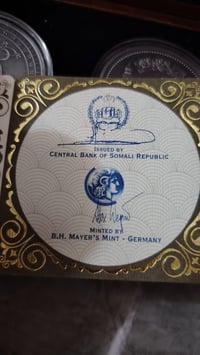 ISSUED BY
CENTRAL BANK OF SOMALI REPUBLIC
MINTED BY
B.H. MAYER'S MINT - GERMANY